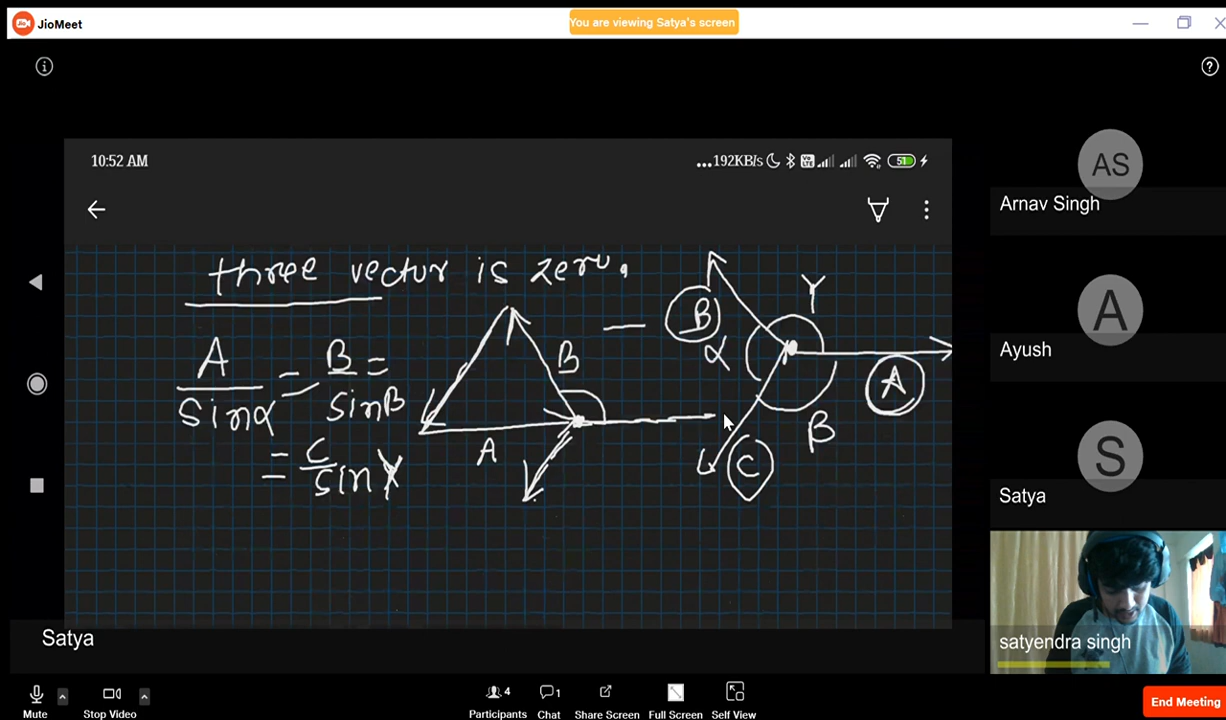 JioMeet
You are viewing Satya's screen
10:52 AM
...192KB/s
51
three vector is zero.
A/Sinα = B/sinβ =
= C/sinγ
A
B
B
γ
α
A
β
C
AS
Arnav Singh
A
Ayush
S
Satya
satyendra singh
Satya
Mute
Stop Video
4
Participants
1
Chat
Share Screen
Full Screen
Self View
End Meeting